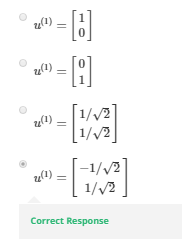 u⁽¹⁾ = [1 0]
u⁽¹⁾ = [0 1]
u⁽¹⁾ = [1/√2 1/√2]
u⁽¹⁾ = [−1/√2 1/√2]
Correct Response